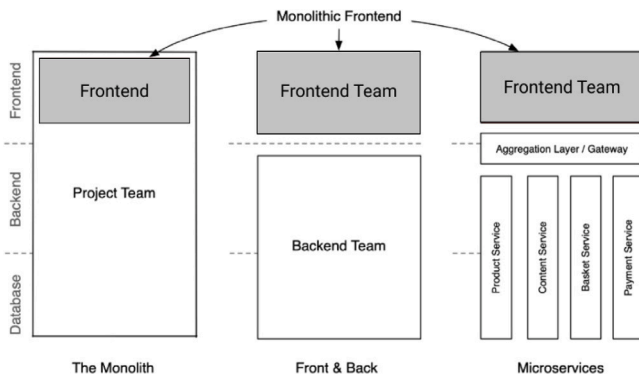 Monolithic Frontend
Frontend
Backend
Database
Frontend
Project Team
The Monolith
Frontend Team
Backend Team
Front & Back
Frontend Team
Aggregation Layer / Gateway
Product Service
Content Service
Basket Service
Payment Service
Microservices